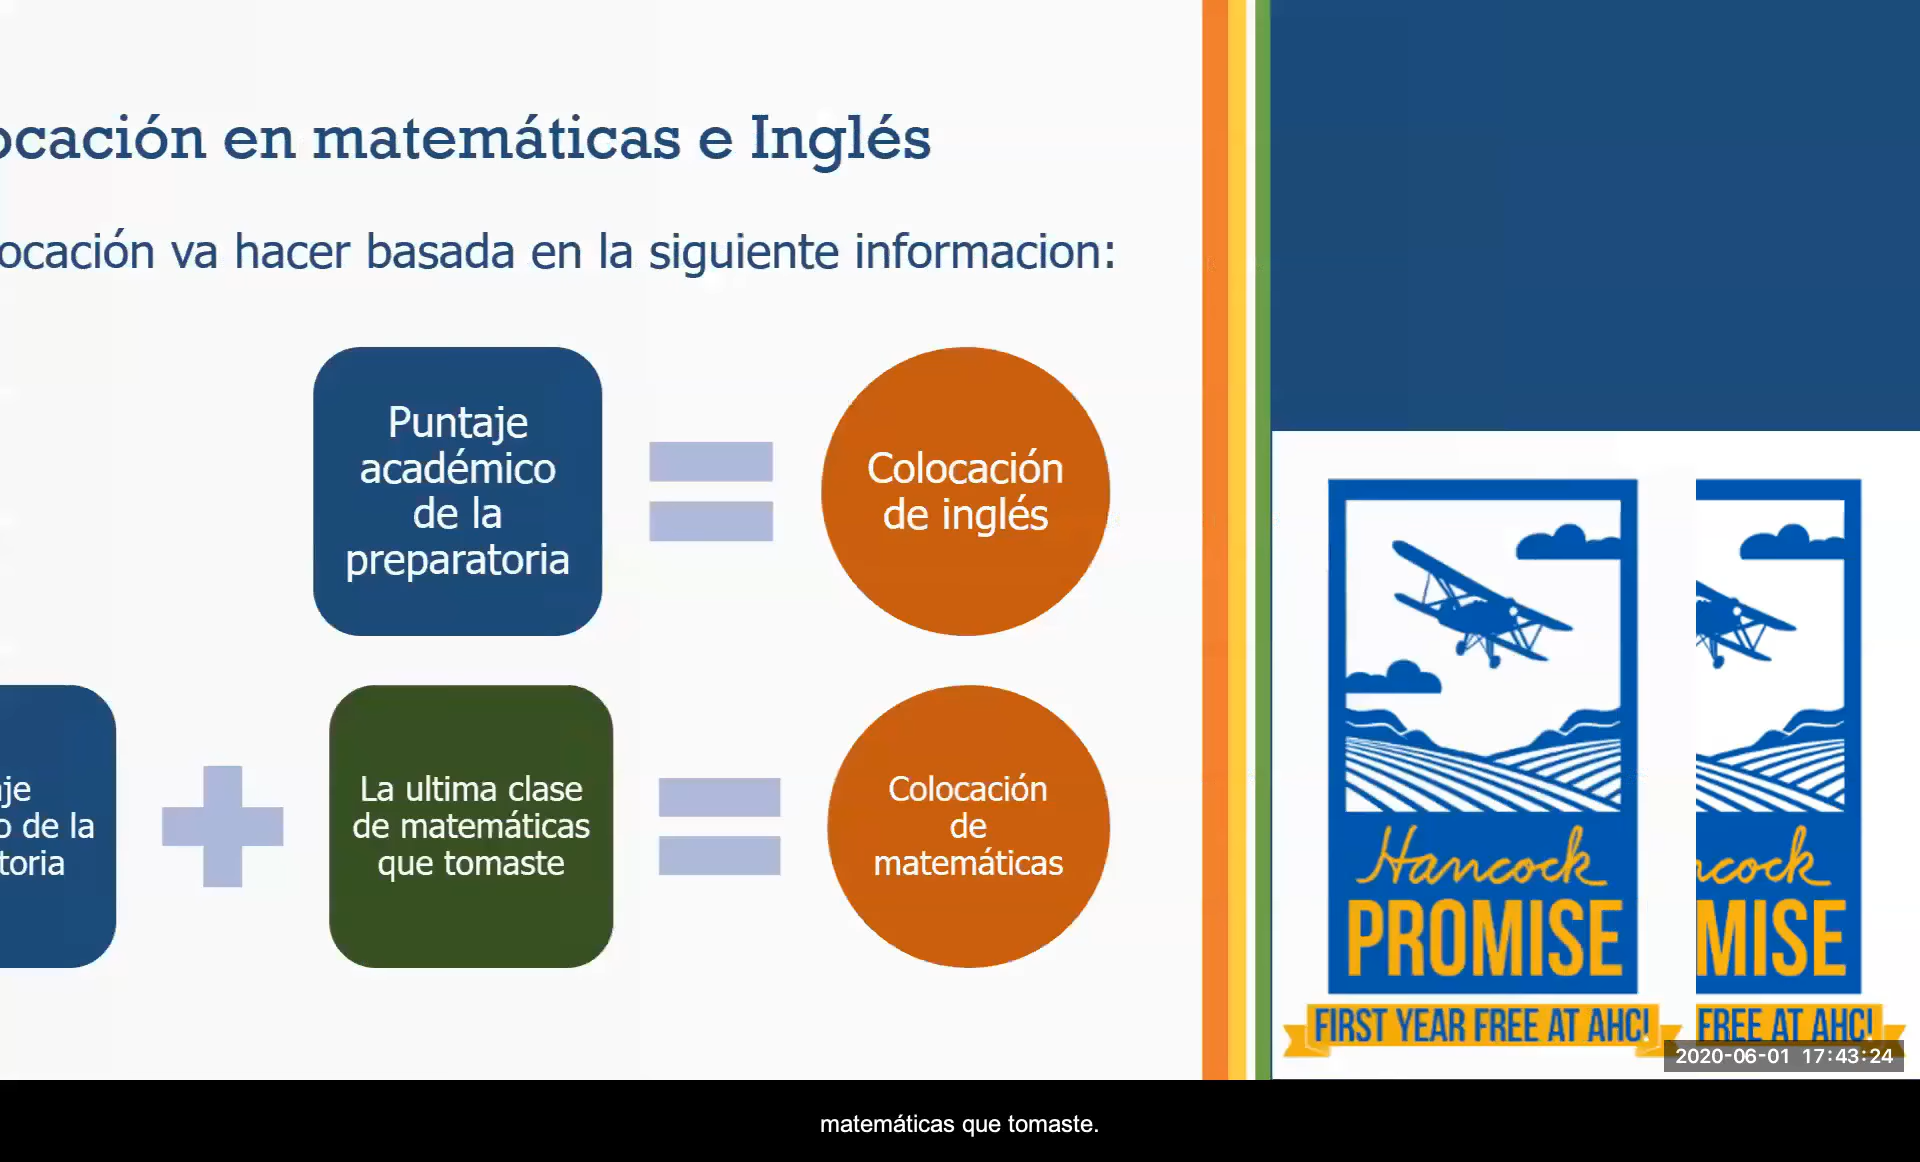 ocación en matemáticas e Inglés
ocación va hacer basada en la siguiente informacion:
Puntaje
académico
de la
preparatoria
Colocación
de inglés
aje
o de la
toria
La ultima clase
de matemáticas
que tomaste
Colocación
de
matemáticas
Hancock
PROMISE
FIRST YEAR FREE AT AHC!
ncock
MISE
FREE AT AHC!
2020-06-01 17:43:24
matemáticas que tomaste.